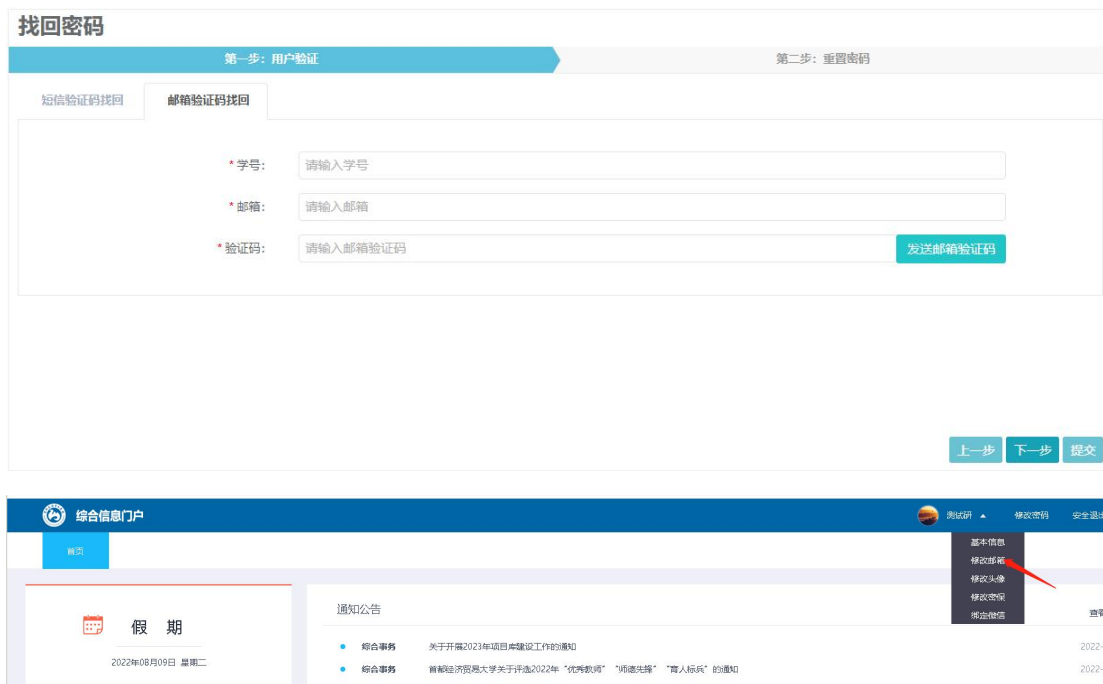 找回密码
第一步：用户验证
第二步：重置密码
短信验证码找回
邮箱验证码找回
* 学号：
请输入学号
* 邮箱：
请输入邮箱
* 验证码：
请输入邮箱验证码
发送邮箱验证码
上一步
下一步
提交
综合信息门户
测试研
修改密码
安全退出
首页
基本信息
修改邮箱
修改头像
修改密保
绑定微信
假 期
2022年08月09日 星期二
通知公告
查看
综合事务 关于开展2023年项目库建设工作的通知 2022-
综合事务 首都经济贸易大学关于评选2022年“优秀教师”“师德先锋”“育人标兵”的通知 2022-